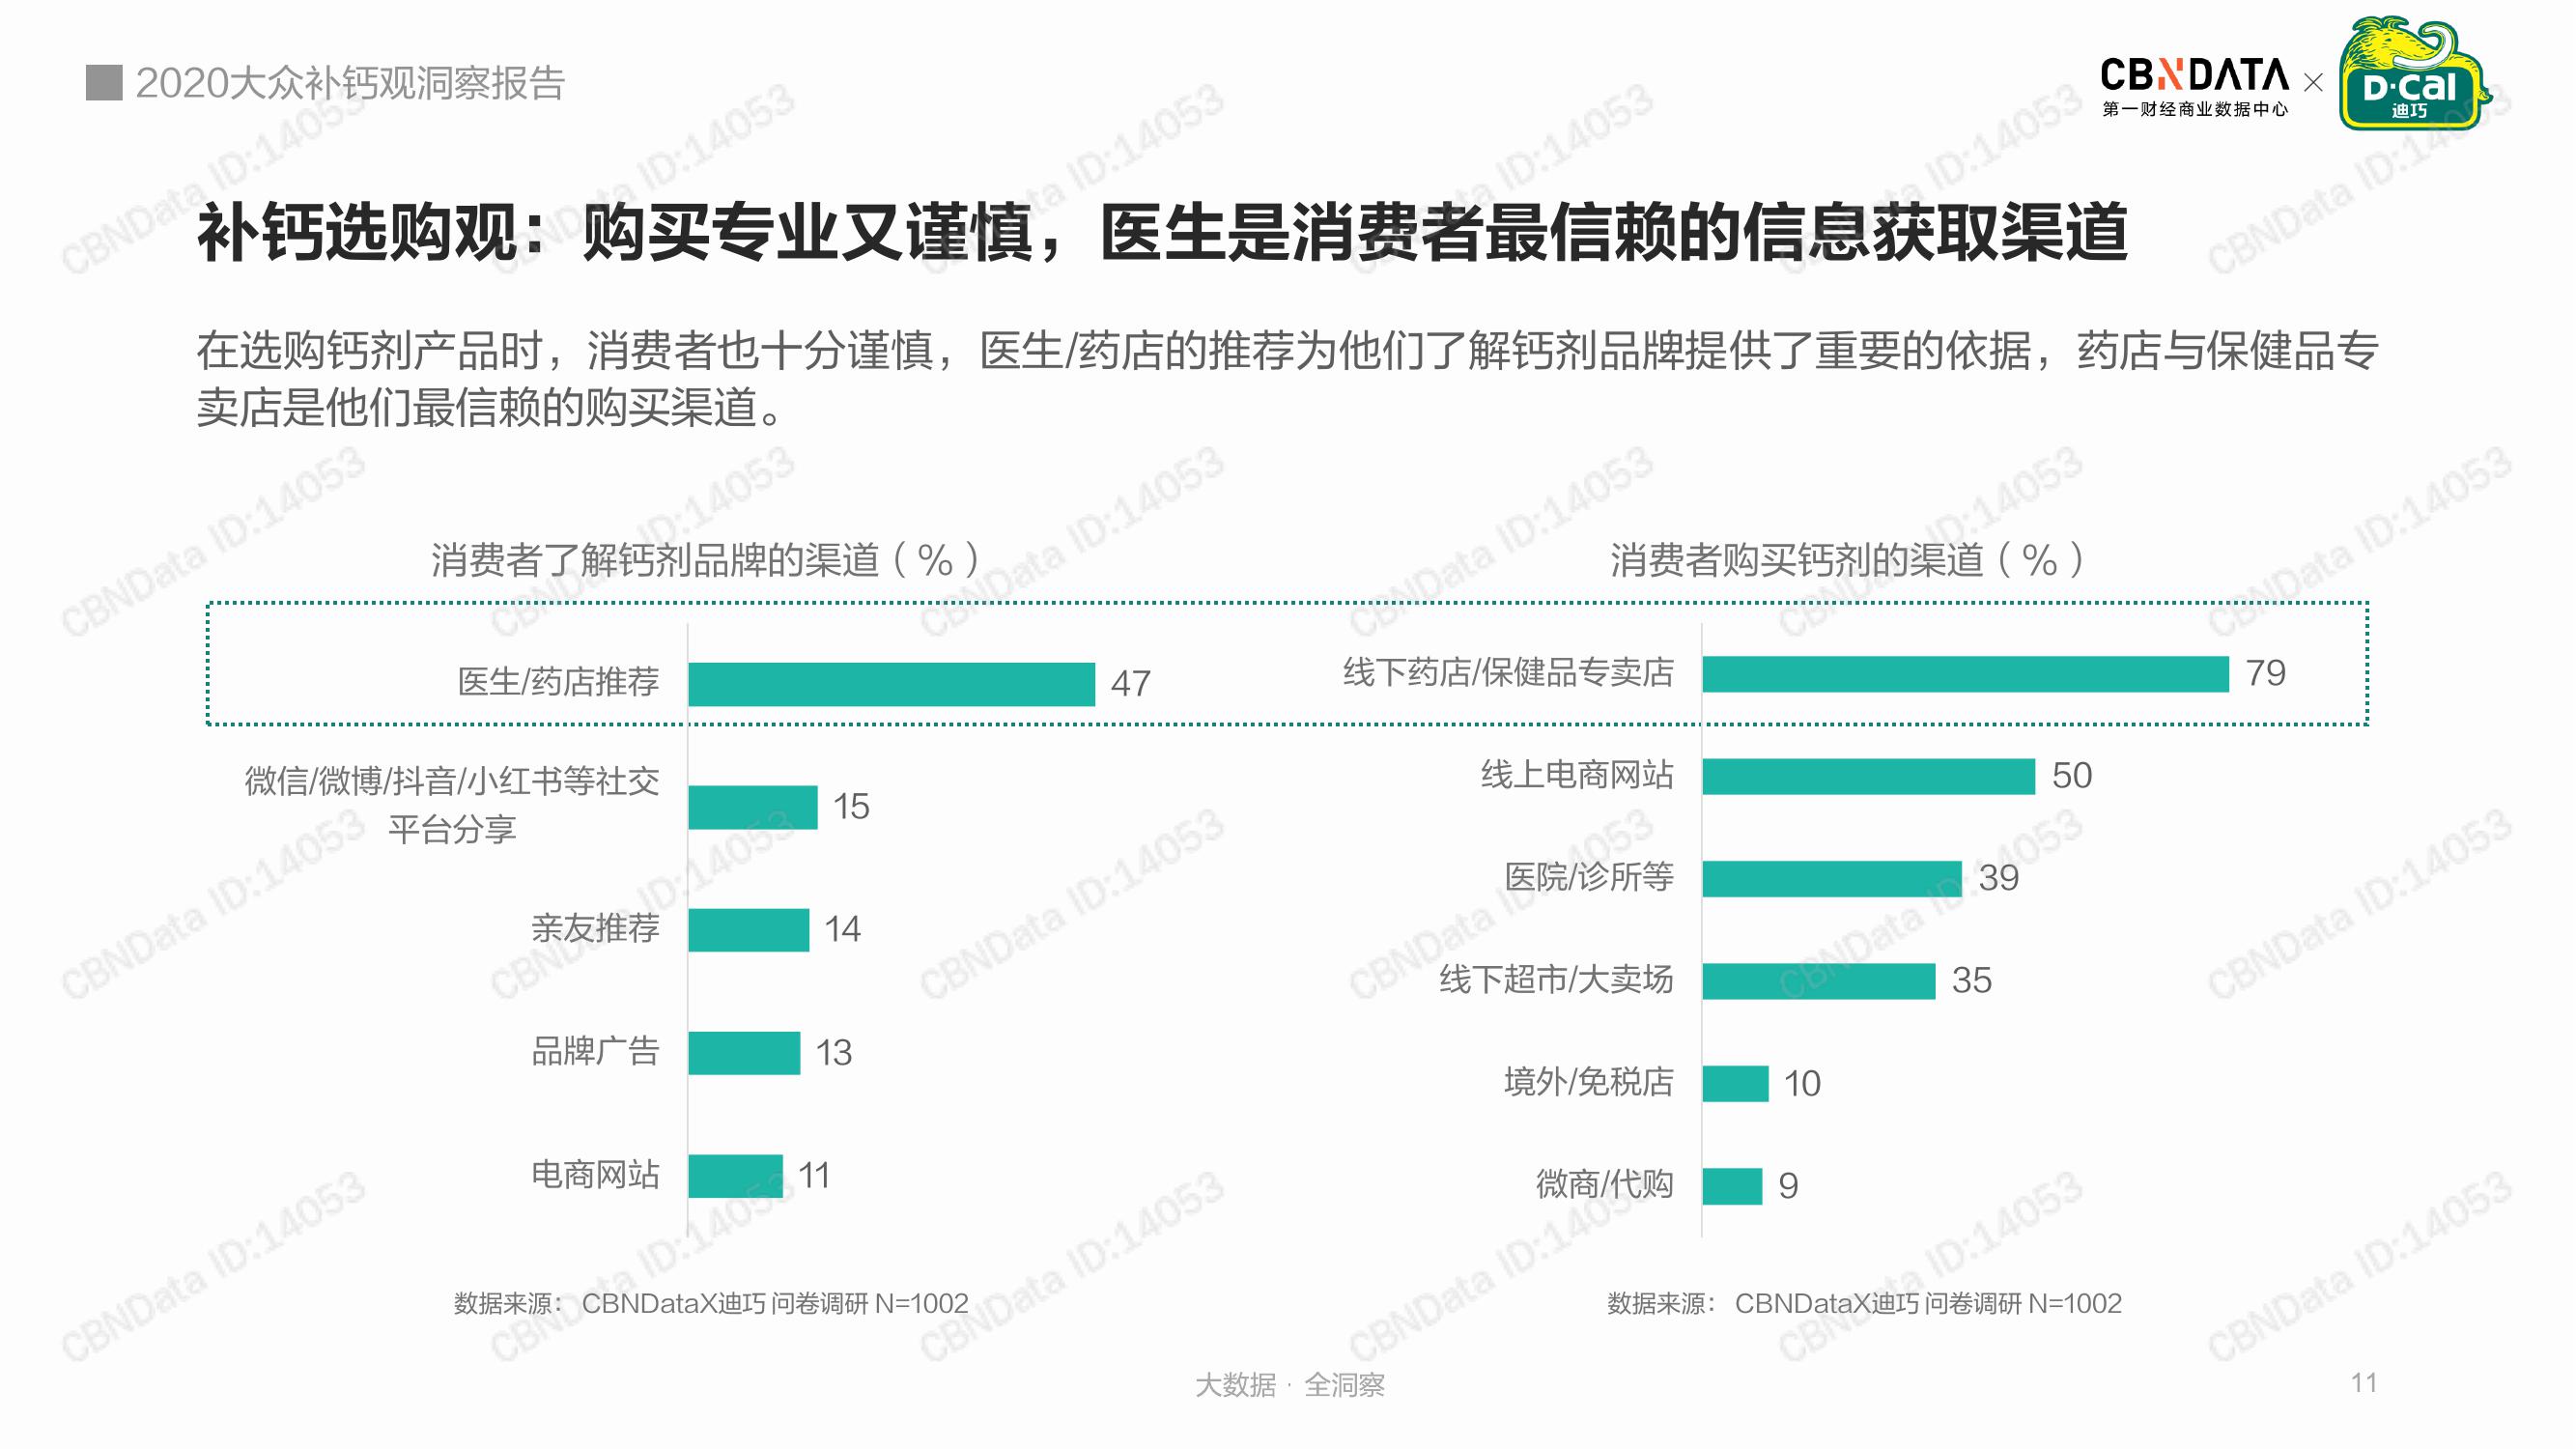 2020大众补钙观洞察报告
CBNDATA
第一财经商业数据中心
×
D·Cal
迪巧
补钙选购观：购买专业又谨慎，医生是消费者最信赖的信息获取渠道
在选购钙剂产品时，消费者也十分谨慎，医生/药店的推荐为他们了解钙剂品牌提供了重要的依据，药店与保健品专
卖店是他们最信赖的购买渠道。
消费者了解钙剂品牌的渠道（%）
医生/药店推荐 47
微信/微博/抖音/小红书等社交
平台分享 15
亲友推荐 14
品牌广告 13
电商网站 11
数据来源： CBNDataX迪巧 问卷调研 N=1002
消费者购买钙剂的渠道（%）
线下药店/保健品专卖店 79
线上电商网站 50
医院/诊所等 39
线下超市/大卖场 35
境外/免税店 10
微商/代购 9
数据来源： CBNDataX迪巧 问卷调研 N=1002
大数据 · 全洞察
11
CBNData ID:14053